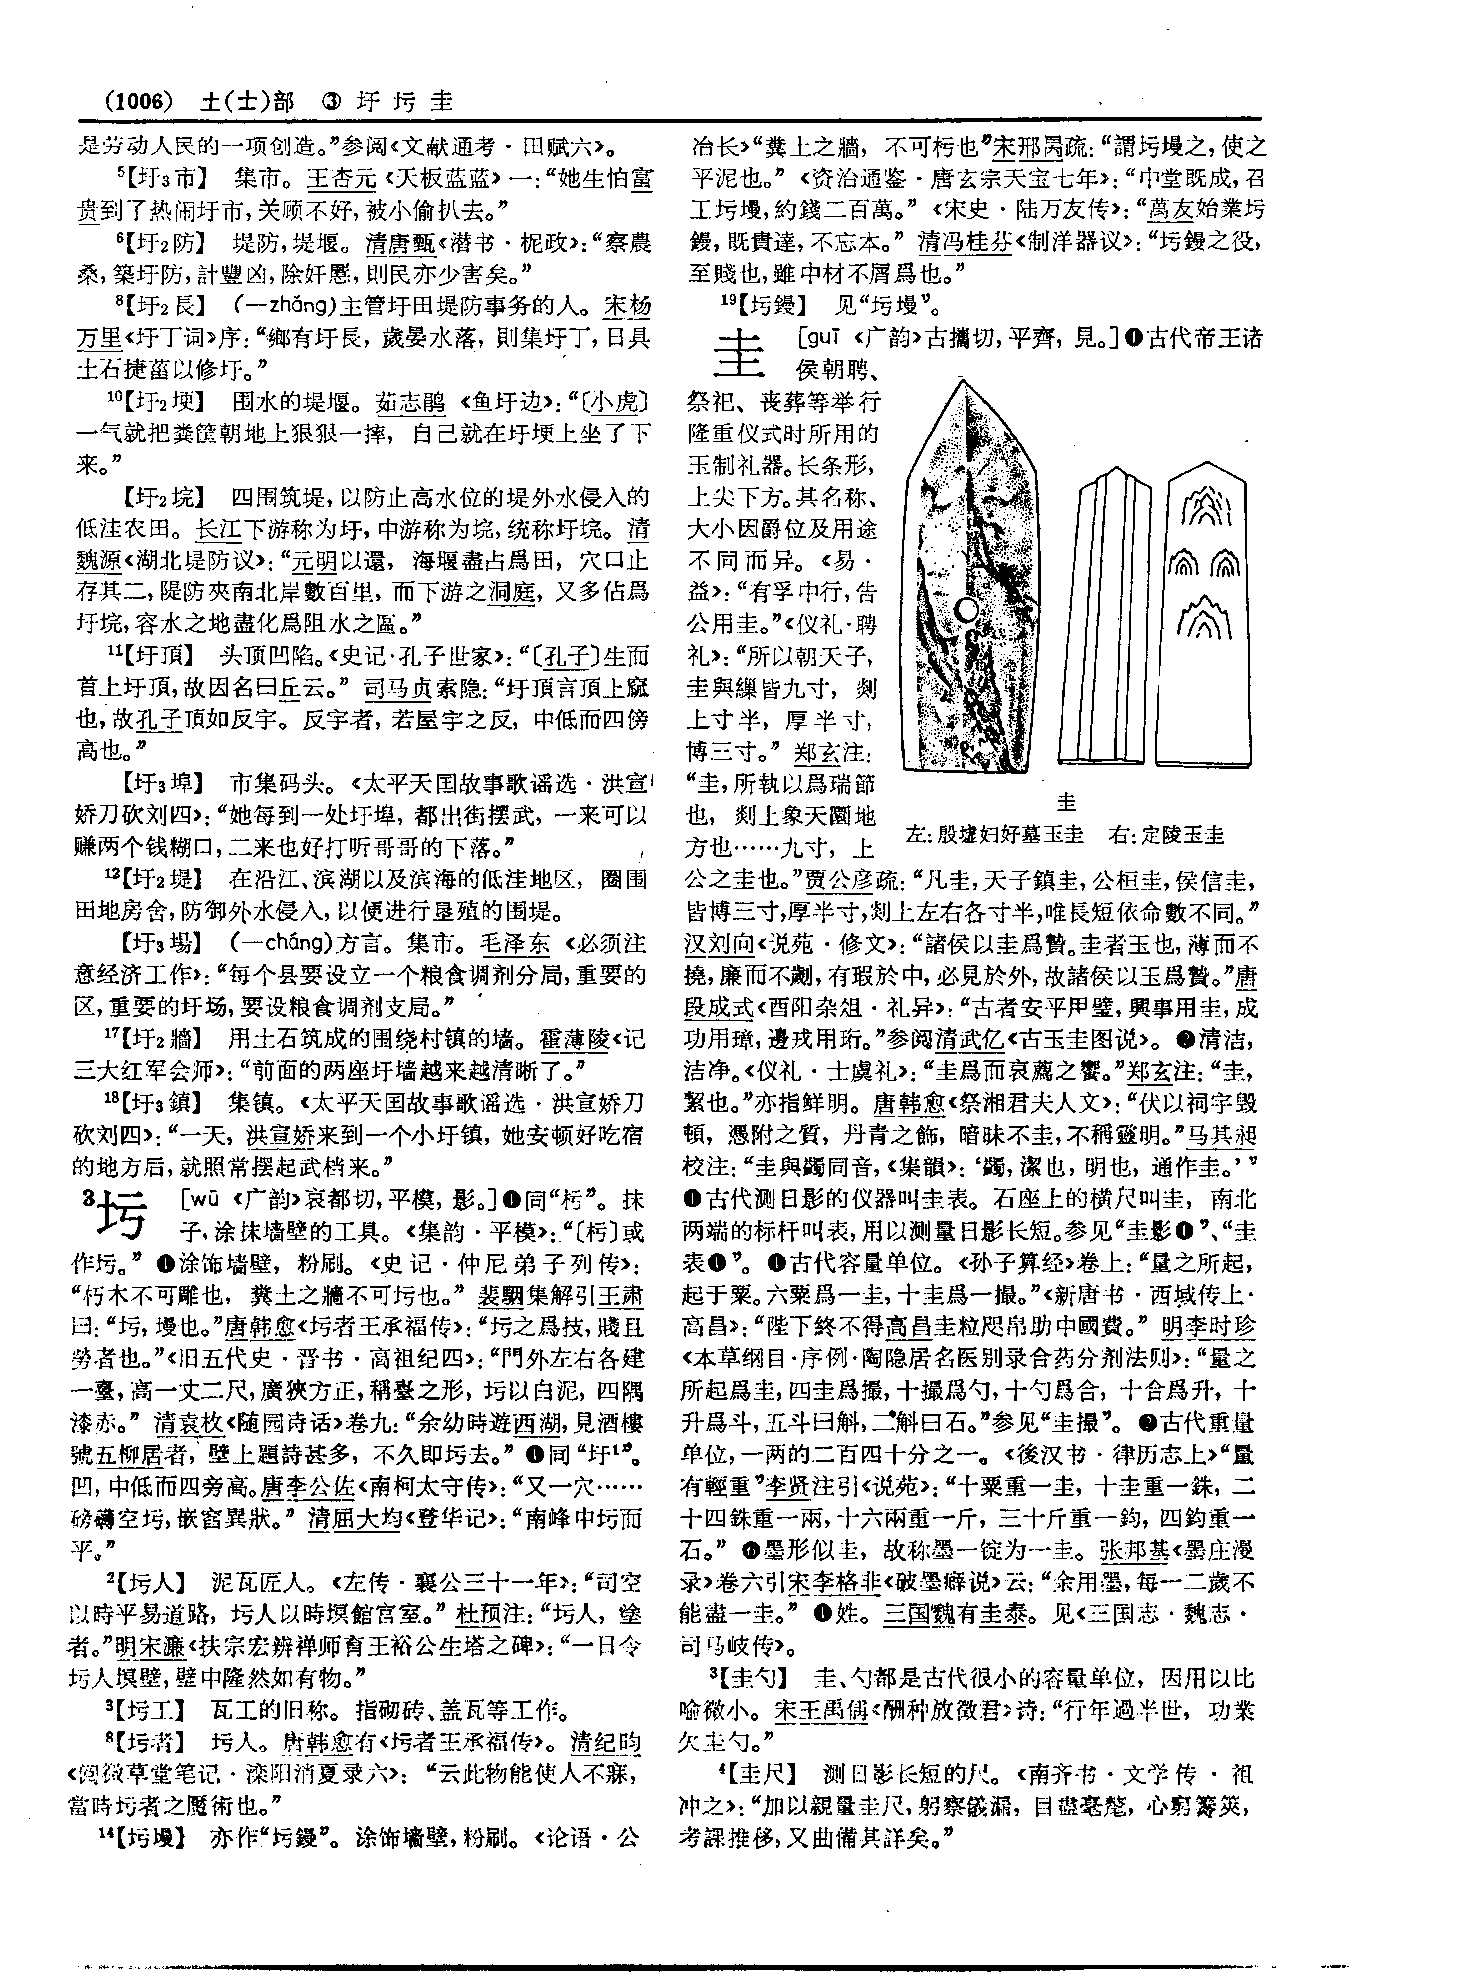 (1006) 土(士)部 ③ 圩 圬 圭
是劳动人民的一项创造。”参阅《文献通考·田赋六》。
⁵【圩₃市】 集市。王杏元《天板蓝蓝》一:“她生怕富
贵到了热闹圩市,关顾不好,被小偷扒去。”
⁶【圩₂防】 堤防,堤堰。清唐甄《潜书·柅政》:“察農
桑,築圩防,計豐凶,除奸慝,則民亦少害矣。”
⁸【圩₂長】 (—zhǎng)主管圩田堤防事务的人。宋杨
万里《圩丁词》序:“鄉有圩長,歲晏水落,則集圩丁,日具
土石捷菑以修圩。”
¹⁰【圩₂埂】 围水的堤堰。茹志鹃《鱼圩边》:“〔小虎〕
一气就把粪筐朝地上狠狠一摔,自己就在圩埂上坐了下
来。”
【圩₂垸】 四围筑堤,以防止高水位的堤外水侵入的
低洼农田。长江下游称为圩,中游称为垸,统称圩垸。清
魏源《湖北堤防议》:“元明以還,海堰盡占爲田,穴口止
存其二,隄防夾南北岸數百里,而下游之洞庭,又多佔爲
圩垸,容水之地盡化爲阻水之區。”
¹¹【圩頂】 头顶凹陷。《史记·孔子世家》:“〔孔子〕生而
首上圩頂,故因名曰丘云。”司马贞索隐:“圩頂言頂上窳
也,故孔子頂如反宇。反宇者,若屋宇之反,中低而四傍
高也。”
【圩₃埠】 市集码头。《太平天国故事歌谣选·洪宣
娇刀砍刘四》:“她每到一处圩埠,都出街摆武,一来可以
赚两个钱糊口,二来也好打听哥哥的下落。”
¹²【圩₂堤】 在沿江、滨湖以及滨海的低洼地区,圈围
田地房舍,防御外水侵入,以便进行垦殖的围堤。
【圩₃場】 (—cháng)方言。集市。毛泽东《必须注
意经济工作》:“每个县要设立一个粮食调剂分局,重要的
区,重要的圩场,要设粮食调剂支局。”
¹⁷【圩₂牆】 用土石筑成的围绕村镇的墙。霍薄陵《记
三大红军会师》:“前面的两座圩墙越来越清晰了。”
¹⁸【圩₃鎮】 集镇。《太平天国故事歌谣选·洪宣娇刀
砍刘四》:“一天,洪宣娇来到一个小圩镇,她安顿好吃宿
的地方后,就照常摆起武档来。”
3圬 [wū 《广韵》哀都切,平模,影。]❶同“杇”。抹
子,涂抹墙壁的工具。《集韵·平模》:“〔杇〕或
作圬。”❷涂饰墙壁,粉刷。《史记·仲尼弟子列传》:
“朽木不可雕也,糞土之牆不可圬也。”裴駰集解引王肃
曰:“圬,墁也。”唐韩愈《圬者王承福传》:“圬之爲技,賤且
勞者也。”《旧五代史·晋书·高祖纪四》:“門外左右各建
一臺,高一丈二尺,廣狹方正,稱臺之形,圬以白泥,四隅
漆赤。”清袁枚《随园诗话》卷九:“余幼時遊西湖,見酒樓
號五柳居者,壁上題詩甚多,不久即圬去。”❸同“圩¹”。
凹,中低而四旁高。唐李公佐《南柯太守传》:“又一穴……
磅礴空圬,嵌窞異狀。”清屈大均《登华记》:“南峰中圬而
平。”
²【圬人】 泥瓦匠人。《左传·襄公三十一年》:“司空
以時平易道路,圬人以時塓館宫室。”杜预注:“圬人,塗
者。”明宋濂《扶宗宏辨禅师育王裕公生塔之碑》:“一日令
圬人塓壁,壁中隆然如有物。”
³【圬工】 瓦工的旧称。指砌砖、盖瓦等工作。
⁸【圬者】 圬人。唐韩愈有《圬者王承福传》。清纪昀
《阅微草堂笔记·滦阳消夏录六》:“云此物能使人不寐,
當時圬者之魘術也。”
¹⁴【圬墁】 亦作“圬鏝”。涂饰墙壁,粉刷。《论语·公
冶长》“糞土之牆,不可杇也”宋邢昺疏:“謂圬墁之,使之
平泥也。”《资治通鉴·唐玄宗天宝七年》:“中堂既成,召
工圬墁,約錢二百萬。”《宋史·陆万友传》:“萬友始業圬
鏝,既貴達,不忘本。”清冯桂芬《制洋器议》:“圬鏝之役,
至賤也,雖中材不屑爲也。”
¹⁹【圬鏝】 见“圬墁”。
圭 [guī 《广韵》古攜切,平齊,見。]❶古代帝王诸
侯朝聘、
祭祀、丧葬等举行
隆重仪式时所用的
玉制礼器。长条形,
上尖下方。其名称、
大小因爵位及用途
不同而异。《易·
益》:“有孚中行,告
公用圭。”《仪礼·聘
礼》:“所以朝天子,
圭與繅皆九寸,剡
上寸半,厚半寸,
博三寸。”郑玄注:
“圭,所執以爲瑞節
也,剡上象天圜地
方也……九寸,上
圭
左:殷墟妇好墓玉圭 右:定陵玉圭
公之圭也。”贾公彦疏:“凡圭,天子鎮圭,公桓圭,侯信圭,
皆博三寸,厚半寸,剡上左右各寸半,唯長短依命數不同。”
汉刘向《说苑·修文》:“諸侯以圭爲贄。圭者玉也,薄而不
撓,廉而不劌,有瑕於中,必見於外,故諸侯以玉爲贄。”唐
段成式《酉阳杂俎·礼异》:“古者安平用璧,興事用圭,成
功用璋,邊戎用珩。”参阅清武亿《古玉圭图说》。❷清洁,
洁净。《仪礼·士虞礼》:“圭爲而哀薦之饗。”郑玄注:“圭,
絜也。”亦指鲜明。唐韩愈《祭湘君夫人文》:“伏以祠宇毁
頓,憑附之質,丹青之飾,暗昧不圭,不稱靈明。”马其昶
校注:“圭與蠲同音,《集韻》:‘蠲,潔也,明也,通作圭。’”
❸古代测日影的仪器叫圭表。石座上的横尺叫圭,南北
两端的标杆叫表,用以测量日影长短。参见“圭影❶”、“圭
表❶”。❹古代容量单位。《孙子算经》卷上:“量之所起,
起于粟。六粟爲一圭,十圭爲一撮。”《新唐书·西域传上·
高昌》:“陛下終不得高昌圭粒咫帛助中國費。”明李时珍
《本草纲目·序例·陶隐居名医别录合药分剂法则》:“量之
所起爲圭,四圭爲撮,十撮爲勺,十勺爲合,十合爲升,十
升爲斗,五斗曰斛,二斛曰石。”参见“圭撮”。❺古代重量
单位,一两的二百四十分之一。《後汉书·律历志上》“量
有輕重”李贤注引《说苑》:“十粟重一圭,十圭重一銖,二
十四銖重一兩,十六兩重一斤,三十斤重一鈞,四鈞重一
石。”❻墨形似圭,故称墨一锭为一圭。张邦基《墨庄漫
录》卷六引宋李格非《破墨癖说》云:“余用墨,每一二歲不
能盡一圭。”❼姓。三国魏有圭泰。见《三国志·魏志·
司马岐传》。
³【圭勺】 圭、勺都是古代很小的容量单位,因用以比
喻微小。宋王禹偁《酬种放徵君》诗:“行年過半世,功業
欠圭勺。”
⁴【圭尺】 测日影长短的尺。《南齐书·文学传·祖
冲之》:“加以親量圭尺,躬察儀漏,目盡毫氂,心窮籌筴,
考課推移,又曲備其詳矣。”